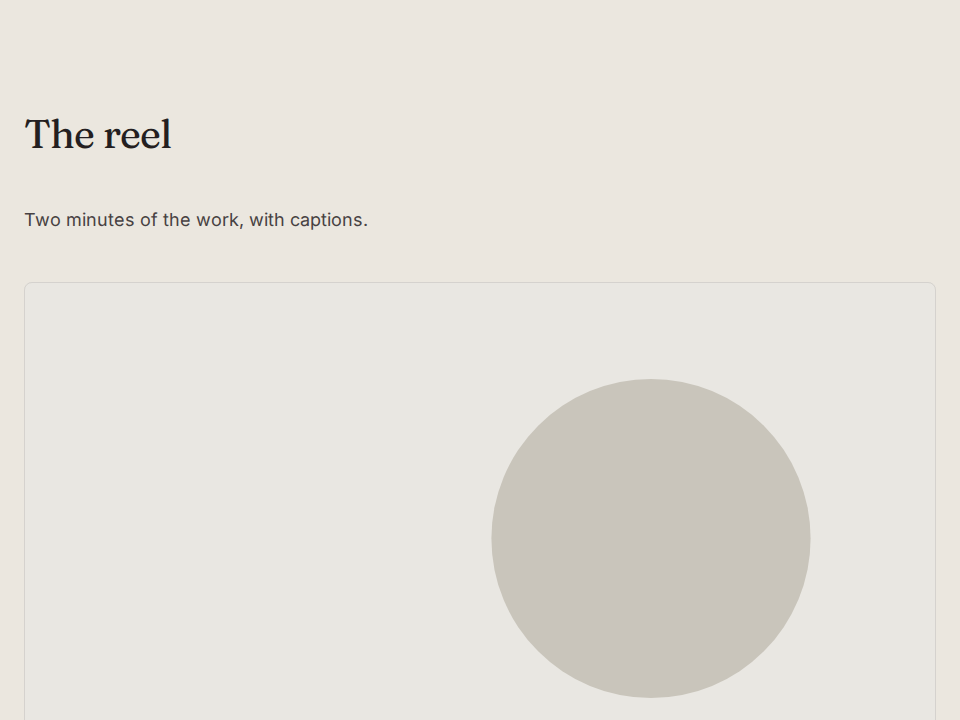 The reel
Two minutes of the work, with captions.